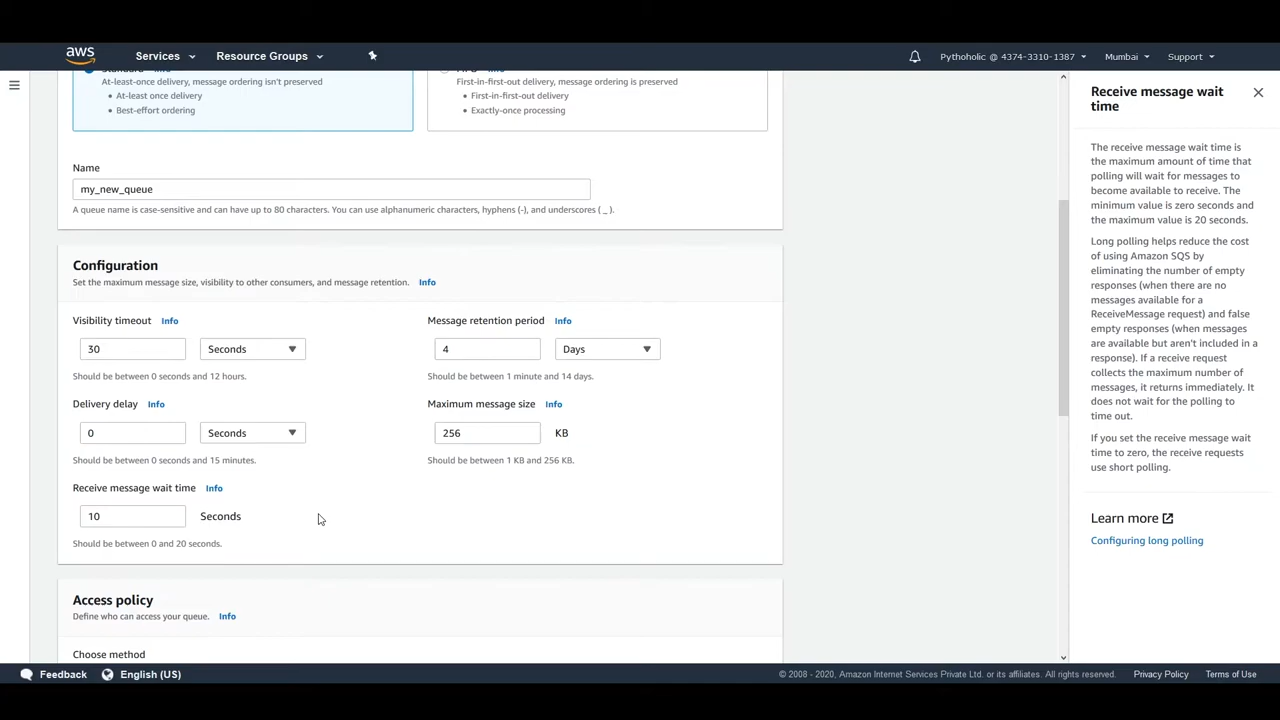 aws Services Resource Groups Pythoholic @ 4374-3310-1387 Mumbai Support
Standard Info
At-least-once delivery, message ordering isn't preserved
• At-least once delivery
• Best-effort ordering
FIFO Info
First-in-first-out delivery, message ordering is preserved
• First-in-first-out delivery
• Exactly-once processing
Name
my_new_queue
A queue name is case-sensitive and can have up to 80 characters. You can use alphanumeric characters, hyphens (-), and underscores ( _ ).
Configuration
Set the maximum message size, visibility to other consumers, and message retention. Info
Visibility timeout Info
30 Seconds
Should be between 0 seconds and 12 hours.
Message retention period Info
4 Days
Should be between 1 minute and 14 days.
Delivery delay Info
0 Seconds
Should be between 0 seconds and 15 minutes.
Maximum message size Info
256 KB
Should be between 1 KB and 256 KB.
Receive message wait time Info
10 Seconds
Should be between 0 and 20 seconds.
Access policy
Define who can access your queue. Info
Choose method
Receive message wait
time
The receive message wait time is
the maximum amount of time that
polling will wait for messages to
become available to receive. The
minimum value is zero seconds and
the maximum value is 20 seconds.
Long polling helps reduce the cost
of using Amazon SQS by
eliminating the number of empty
responses (when there are no
messages available for a
ReceiveMessage request) and false
empty responses (when messages
are available but aren't included in a
response). If a receive request
collects the maximum number of
messages, it returns immediately. It
does not wait for the polling to
time out.
If you set the receive message wait
time to zero, the receive requests
use short polling.
Learn more
Configuring long polling
Feedback English (US) © 2008 - 2020, Amazon Internet Services Private Ltd. or its affiliates. All rights reserved. Privacy Policy Terms of Use